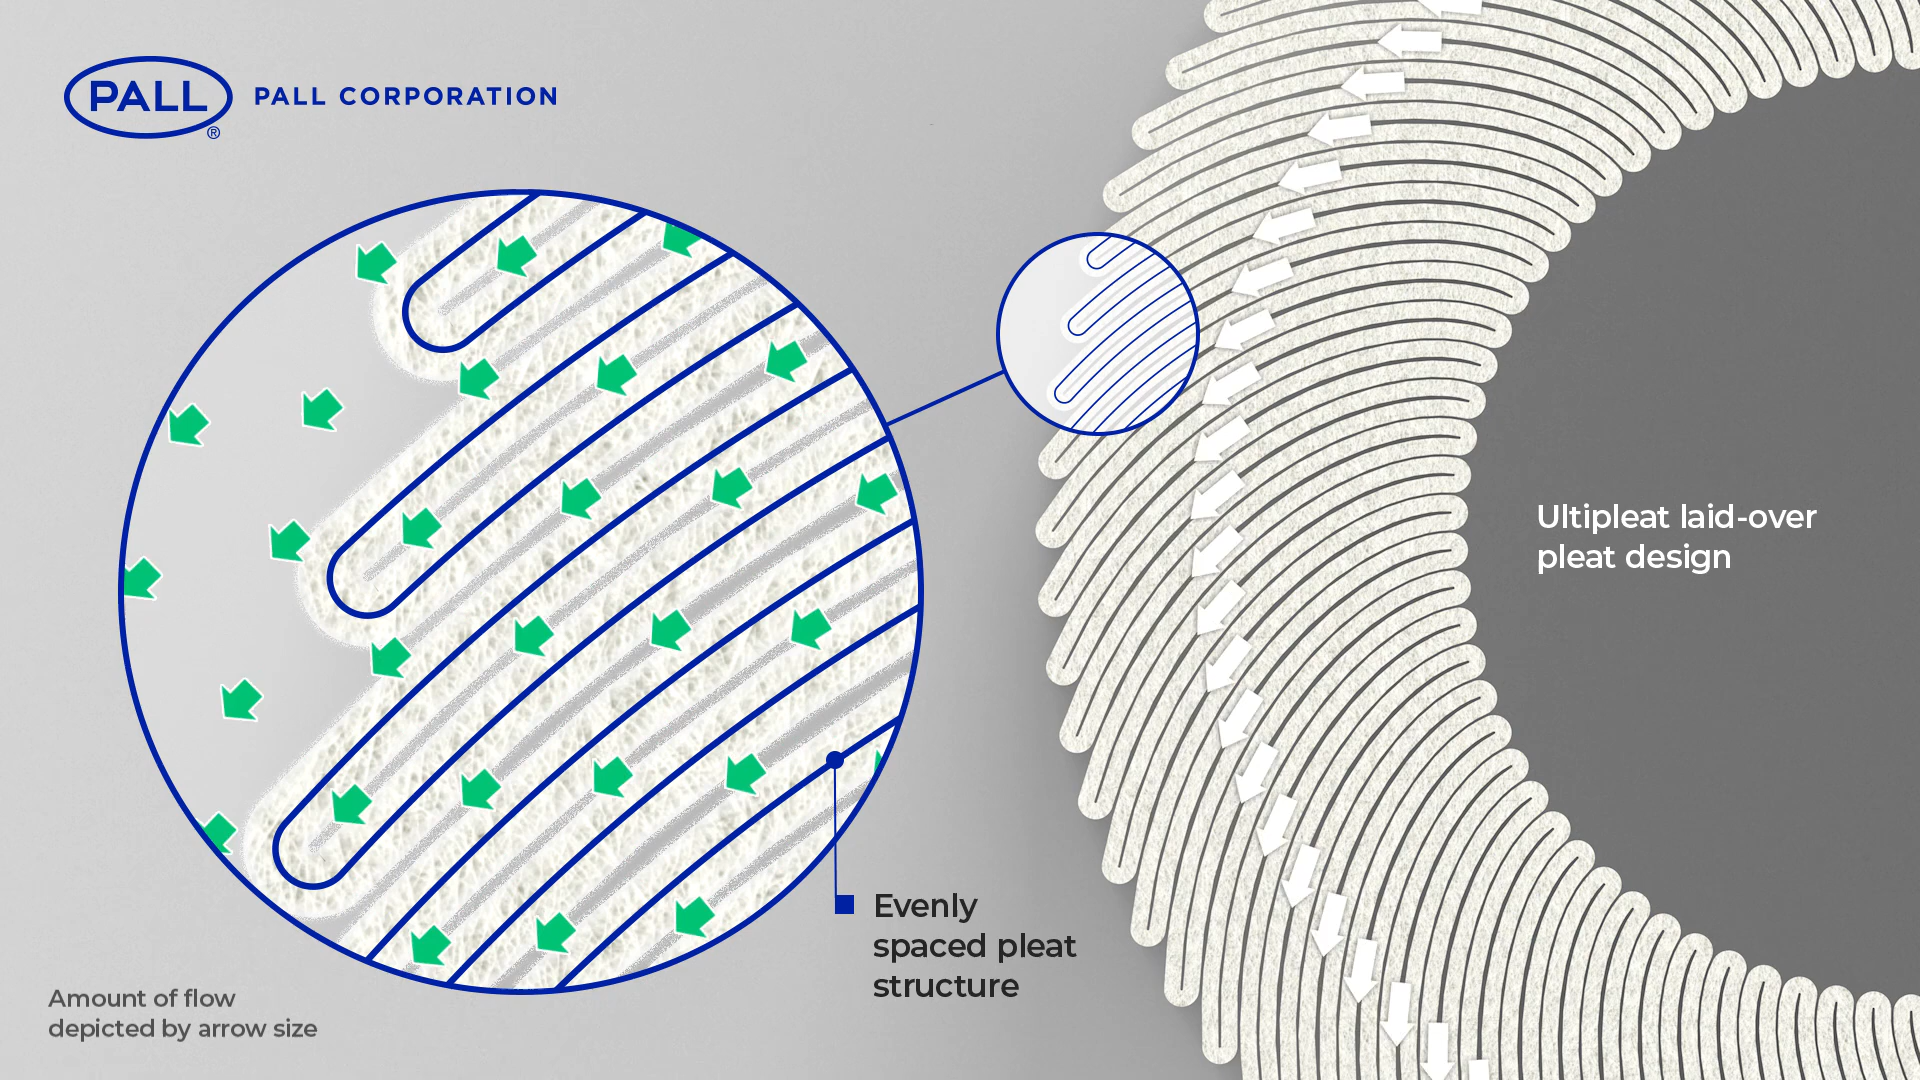 PALL
®
PALL CORPORATION
Ultipleat laid-over
pleat design
Evenly
spaced pleat
structure
Amount of flow
depicted by arrow size